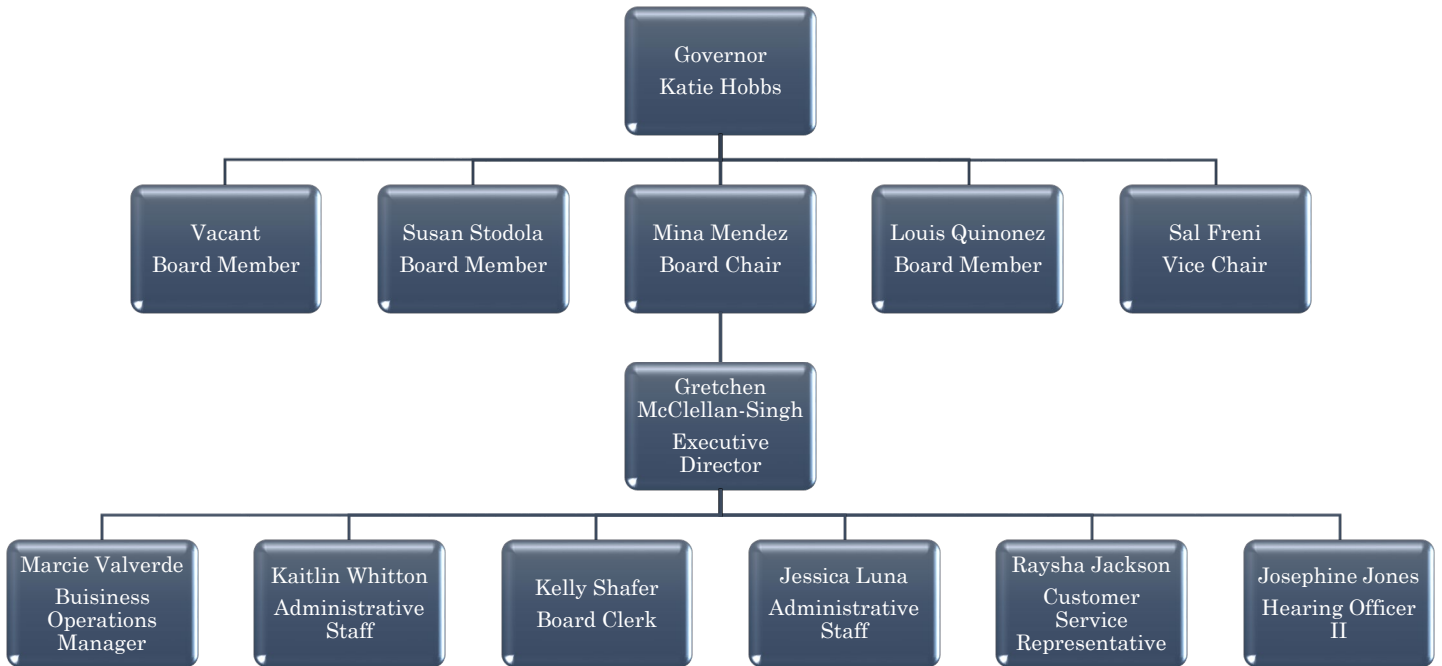 Governor
Katie Hobbs
Vacant
Board Member
Susan Stodola
Board Member
Mina Mendez
Board Chair
Louis Quinonez
Board Member
Sal Freni
Vice Chair
Gretchen
McClellan-Singh
Executive
Director
Marcie Valverde
Buisiness
Operations
Manager
Kaitlin Whitton
Administrative
Staff
Kelly Shafer
Board Clerk
Jessica Luna
Administrative
Staff
Raysha Jackson
Customer
Service
Representative
Josephine Jones
Hearing Officer
II